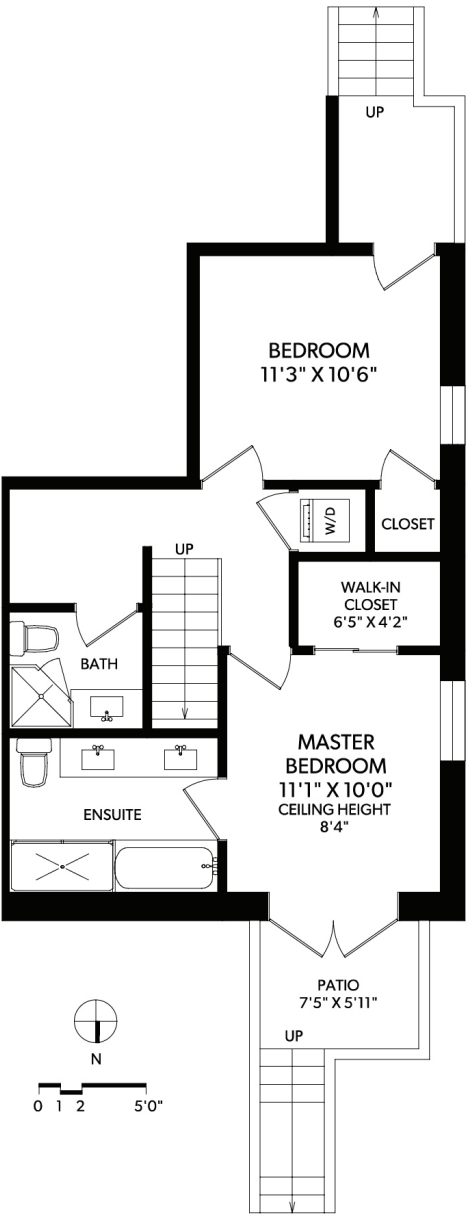 UP
BEDROOM
11'3" X 10'6"
W/D
CLOSET
UP
WALK-IN
CLOSET
6'5" X 4'2"
BATH
MASTER
BEDROOM
11'1" X 10'0"
CEILING HEIGHT
8'4"
ENSUITE
PATIO
7'5" X 5'11"
UP
N
0 1 2 5'0"